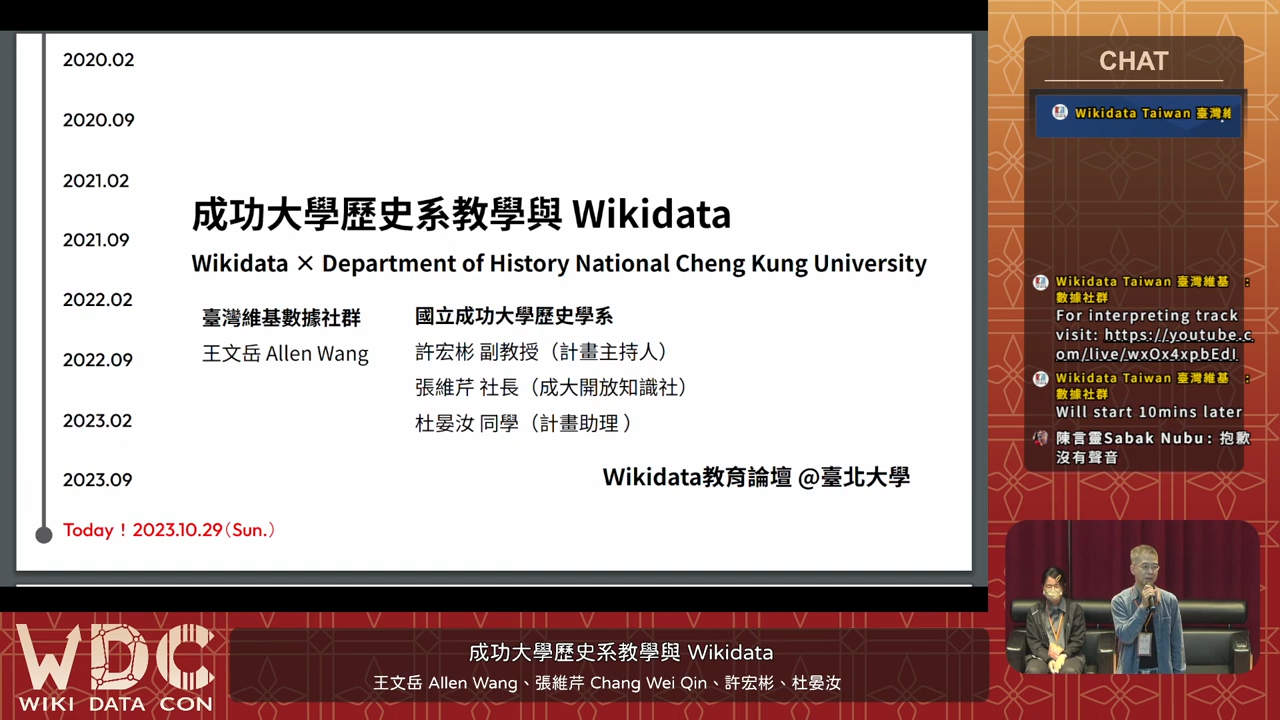 2020.02
2020.09
2021.02
2021.09
2022.02
2022.09
2023.02
2023.09
Today！2023.10.29（Sun.）
成功大學歷史系教學與 Wikidata
Wikidata × Department of History National Cheng Kung University
臺灣維基數據社群
王文岳 Allen Wang
國立成功大學歷史學系
許宏彬 副教授（計畫主持人）
張維芹 社長（成大開放知識社）
杜晏汝 同學（計畫助理 ）
Wikidata教育論壇 @臺北大學
CHAT
Wikidata Taiwan 臺灣維
Wikidata Taiwan 臺灣維基
數據社群 :
For interpreting track
visit: https://youtube.c
om/live/wxOx4xpbEdI
Wikidata Taiwan 臺灣維基
數據社群 :
Will start 10mins later
陳言靈Sabak Nubu: 抱歉
沒有聲音
WDC
WIKI DATA CON
成功大學歷史系教學與 Wikidata
王文岳 Allen Wang、張維芹 Chang Wei Qin、許宏彬、杜晏汝